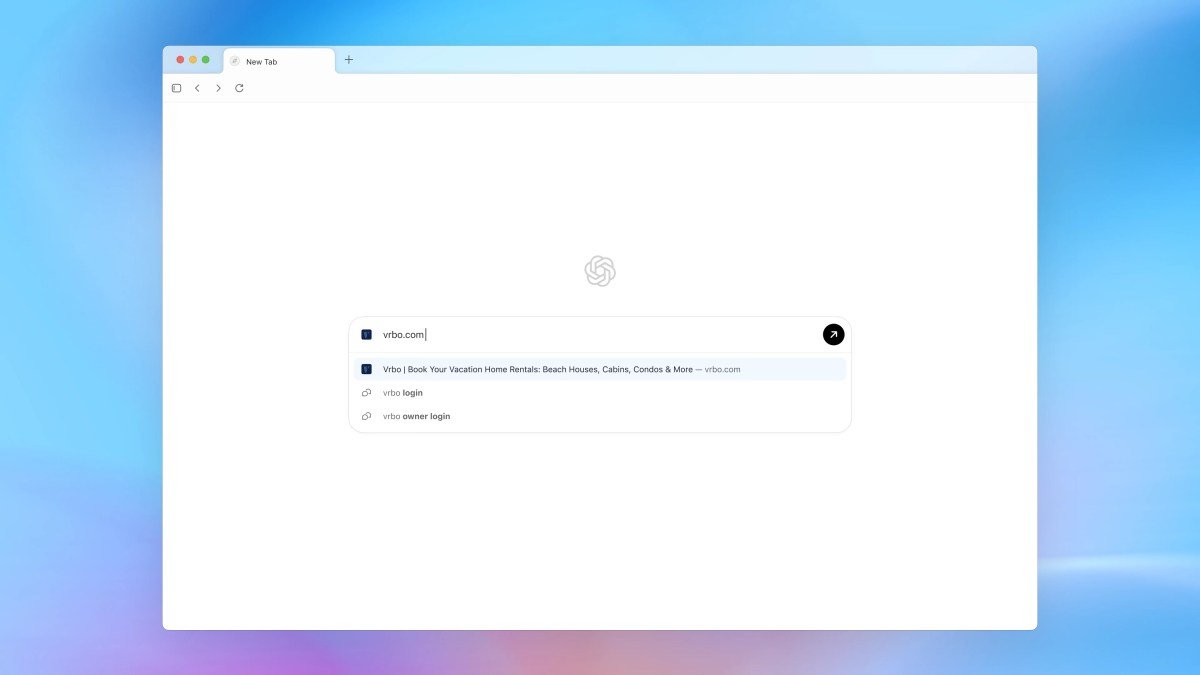 New Tab
vrbo.com
Vrbo | Book Your Vacation Home Rentals: Beach Houses, Cabins, Condos & More — vrbo.com
vrbo login
vrbo owner login